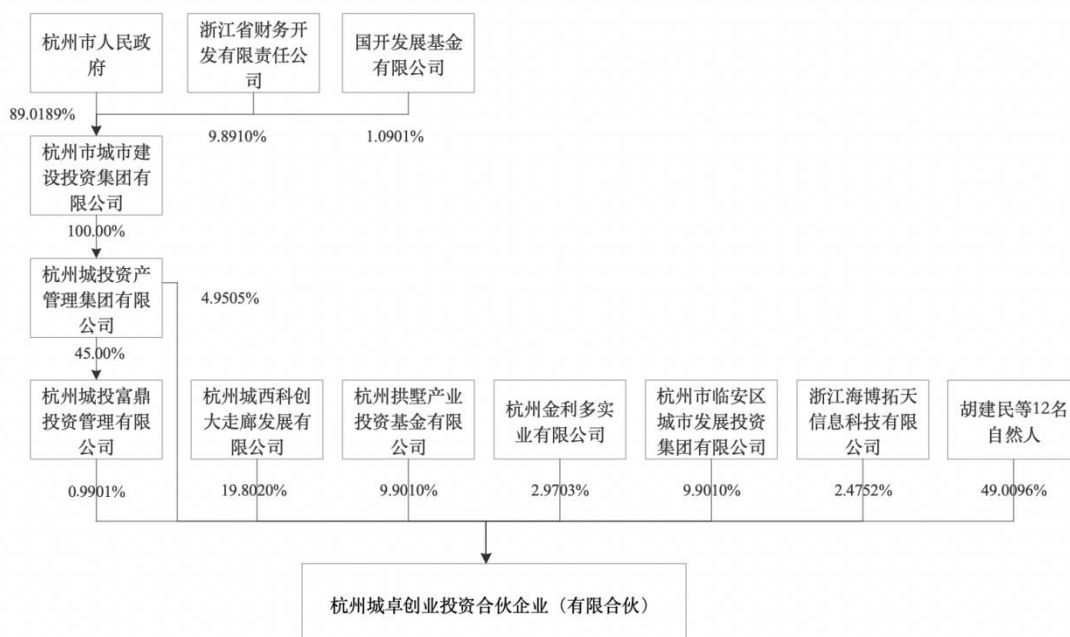 杭州市人民政
府
浙江省财务开
发有限责任公
司
国开发展基金
有限公司
89.0189%
9.8910%
1.0901%
杭州市城市建
设投资集团有
限公司
100.00%
杭州城投资产
管理集团有限
公司
4.9505%
45.00%
杭州城投富鼎
投资管理有限
公司
杭州城西科创
大走廊发展有
限公司
杭州拱墅产业
投资基金有限
公司
杭州金利多实
业有限公司
杭州市临安区
城市发展投资
集团有限公司
浙江海博拓天
信息科技有限
公司
胡建民等12名
自然人
0.9901%
19.8020%
9.9010%
2.9703%
9.9010%
2.4752%
49.0096%
杭州城卓创业投资合伙企业（有限合伙）